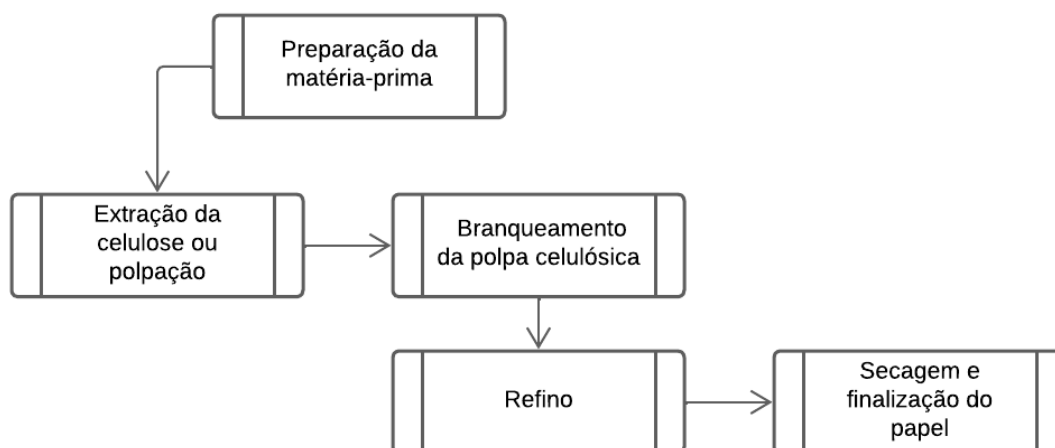 Preparação da
matéria-prima
Extração da
celulose ou
polpação
Branqueamento
da polpa celulósica
Refino
Secagem e
finalização do
papel